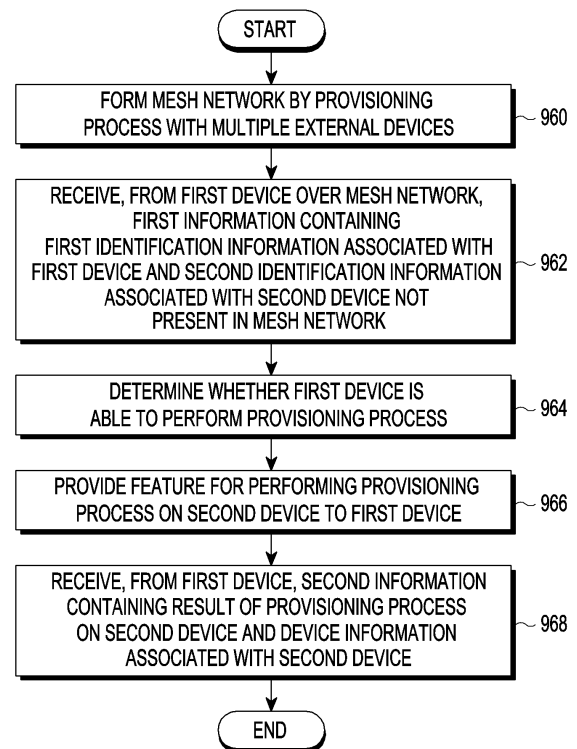 START
FORM MESH NETWORK BY PROVISIONING
PROCESS WITH MULTIPLE EXTERNAL DEVICES
960
RECEIVE, FROM FIRST DEVICE OVER MESH NETWORK,
FIRST INFORMATION CONTAINING
FIRST IDENTIFICATION INFORMATION ASSOCIATED WITH
FIRST DEVICE AND SECOND IDENTIFICATION INFORMATION
ASSOCIATED WITH SECOND DEVICE NOT
PRESENT IN MESH NETWORK
962
DETERMINE WHETHER FIRST DEVICE IS
ABLE TO PERFORM PROVISIONING PROCESS
964
PROVIDE FEATURE FOR PERFORMING PROVISIONING
PROCESS ON SECOND DEVICE TO FIRST DEVICE
966
RECEIVE, FROM FIRST DEVICE, SECOND INFORMATION
CONTAINING RESULT OF PROVISIONING PROCESS
ON SECOND DEVICE AND DEVICE INFORMATION
ASSOCIATED WITH SECOND DEVICE
968
END